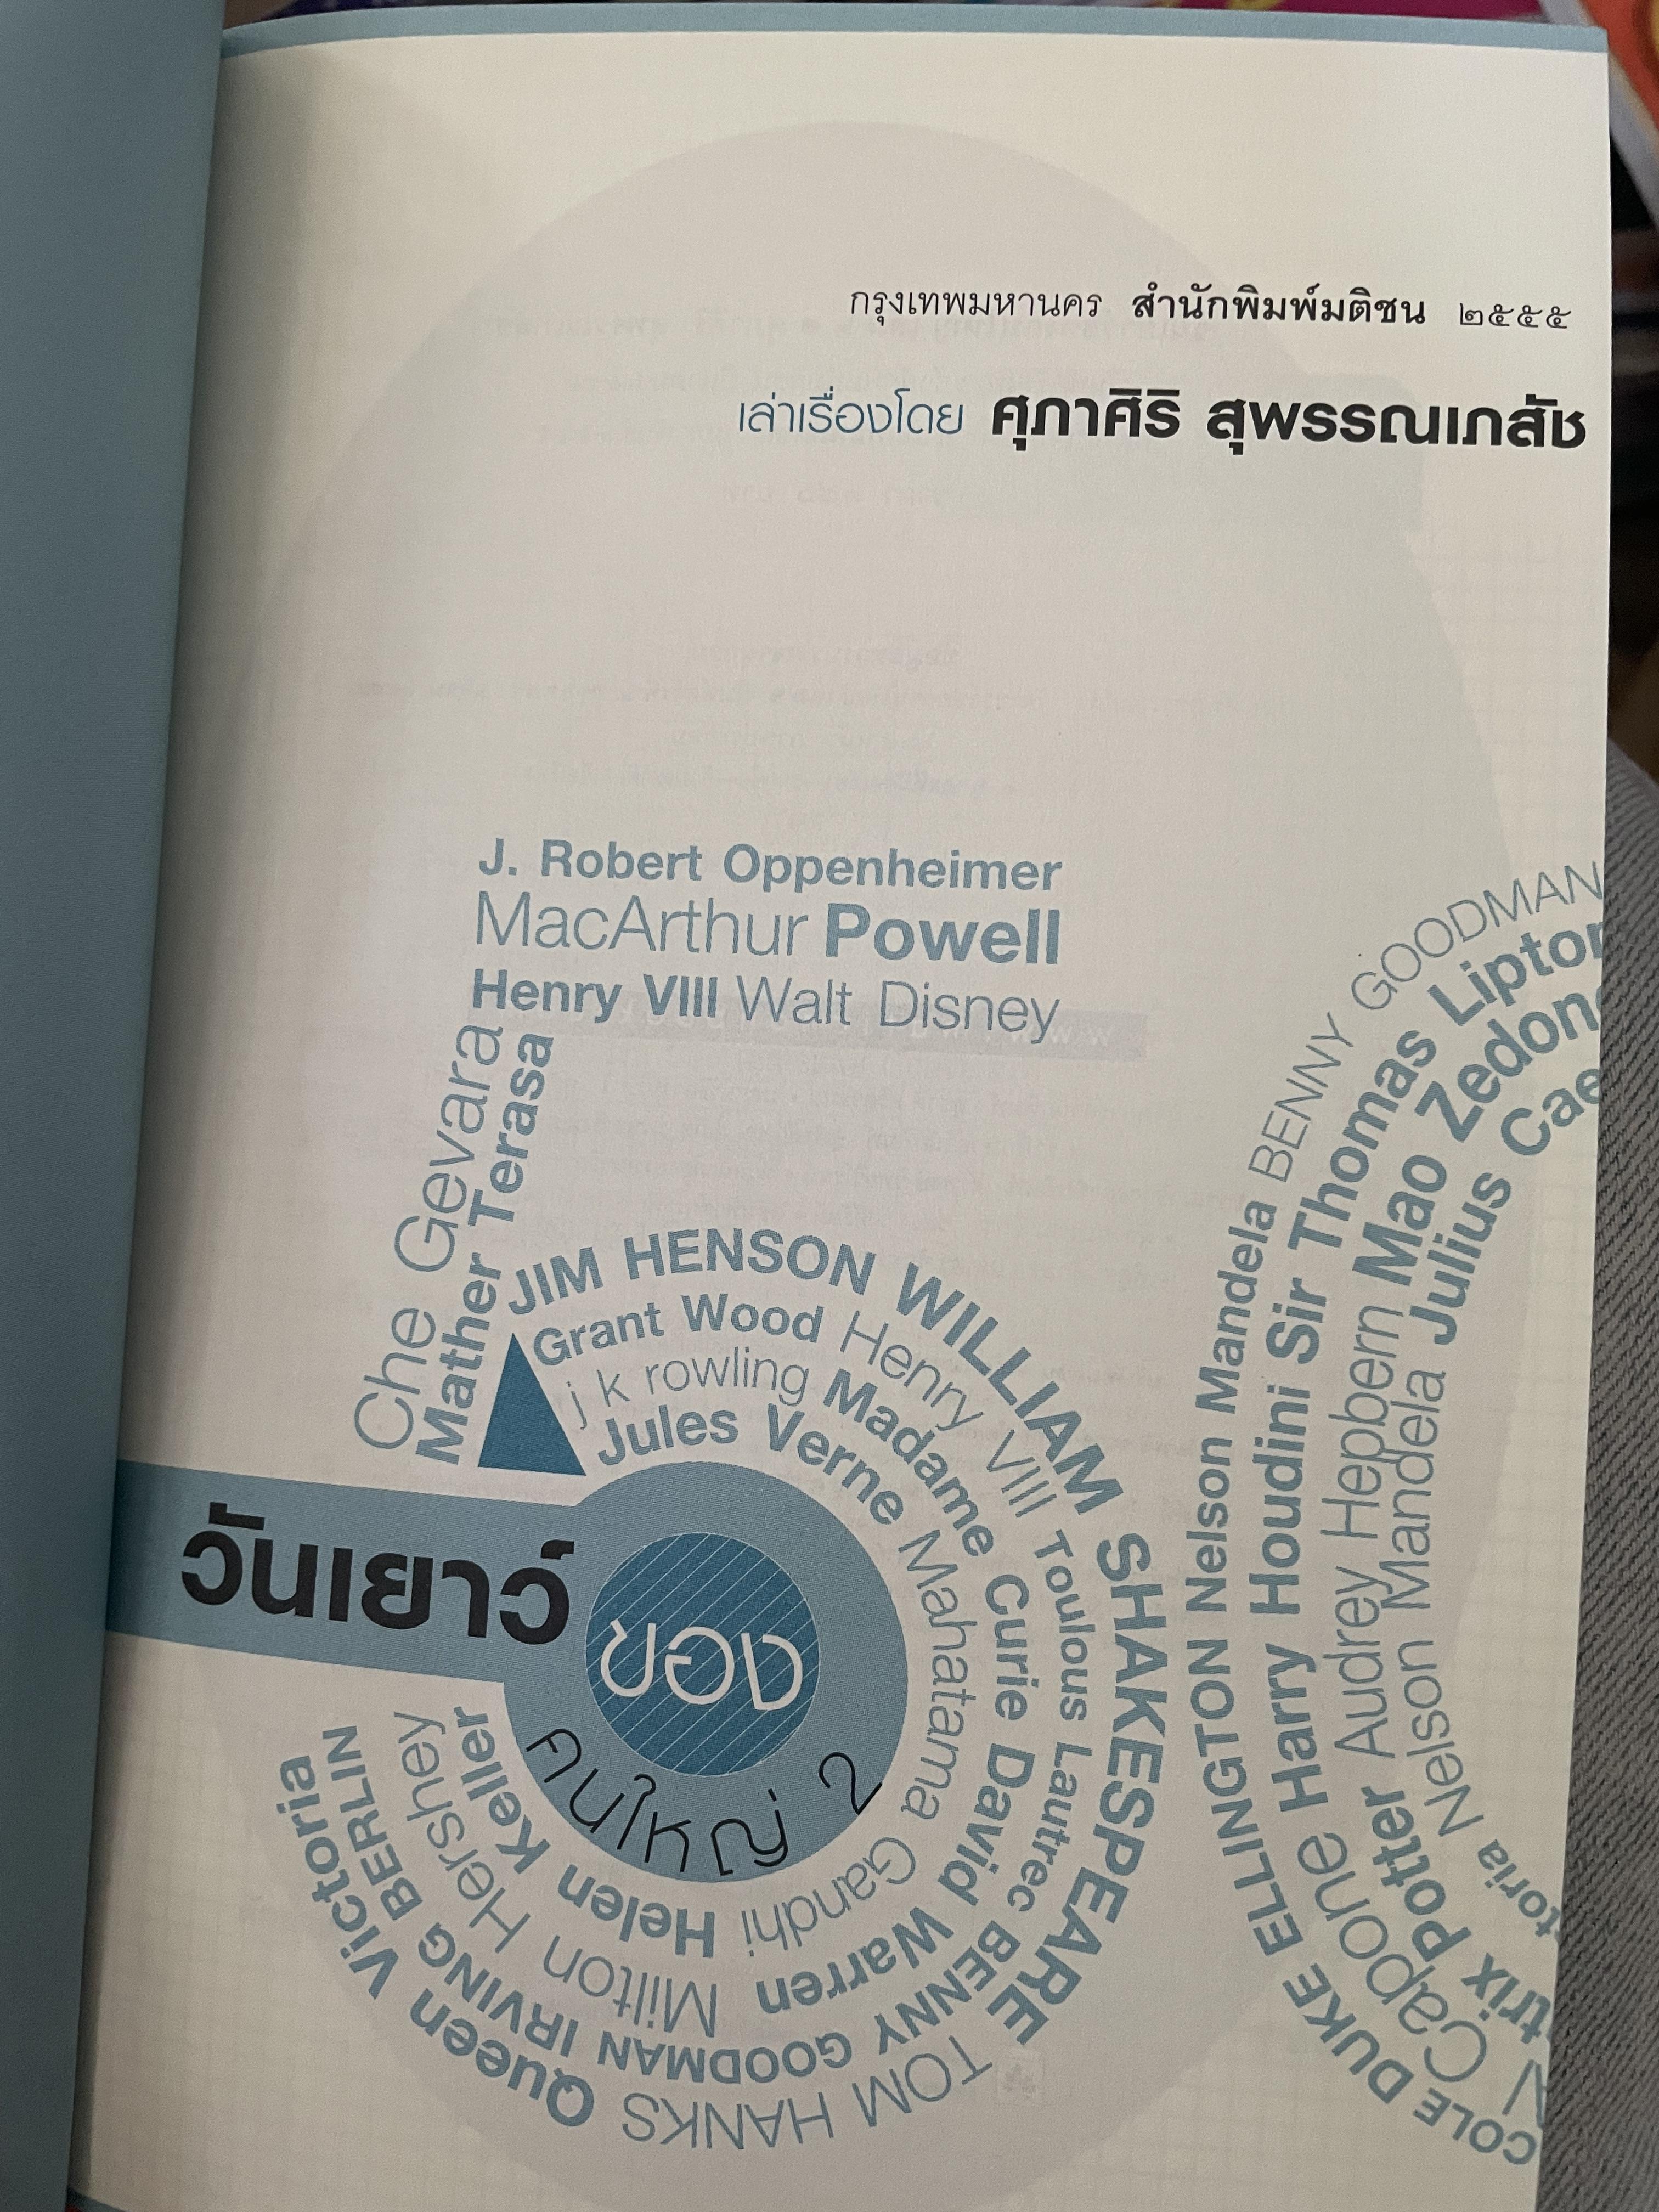 กรุงเทพมหานคร สำนักพิมพ์มติชน ๒๕๕๕
เล่าเรื่องโดย ศุภาศิริ สุพรรณเภสัช
J. Robert Oppenheimer
MacArthur Powell
Henry VIII Walt Disney
Che Gevara
Mather Terasa
JIM HENSON WILLIAM SHAKESPEARE
Grant Wood Henry VIII Toulous Lautrec BENNY GOODMAN IRVING BERLIN
j k rowling Madame Curie David Warren Milton Hershey
Jules Verne Mahatama Gandhi Helen Keller
TOM HANKS Queen Victoria
วันเยาว์
ของ
คนใหญ่ 2
COLE DUKE ELLINGTON Nelson Mandela BENNY GOODMAN
Al Capone Harry Houdini Sir Thomas Lipton
trix Potter Audrey Hepbern Mao Zedong
toria Nelson Mandela Julius Cae